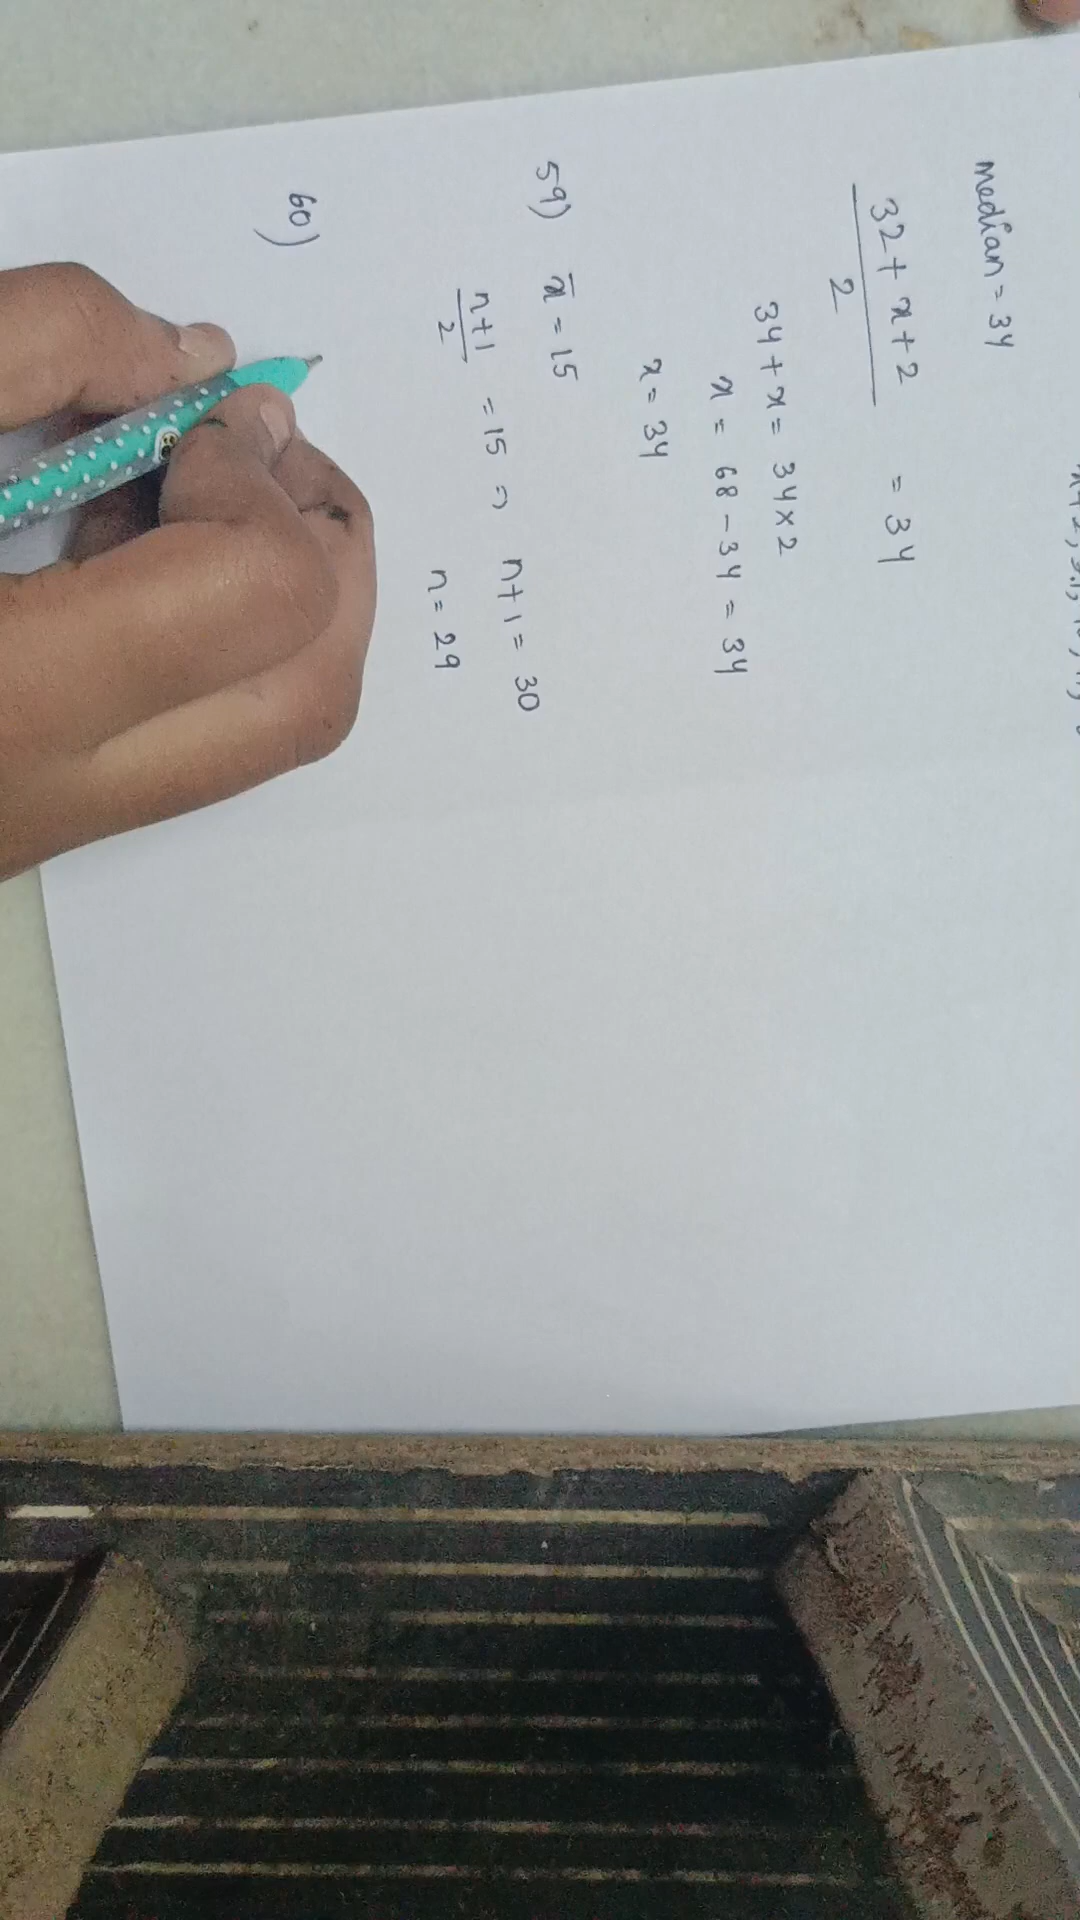 median = 34
32 + x + 2 / 2 = 34
34 + x = 34 × 2
x = 68 - 34 = 34
x = 34
59) x̄ = 15
n+1 / 2 = 15 ⇒ n+1 = 30
n = 29
60)